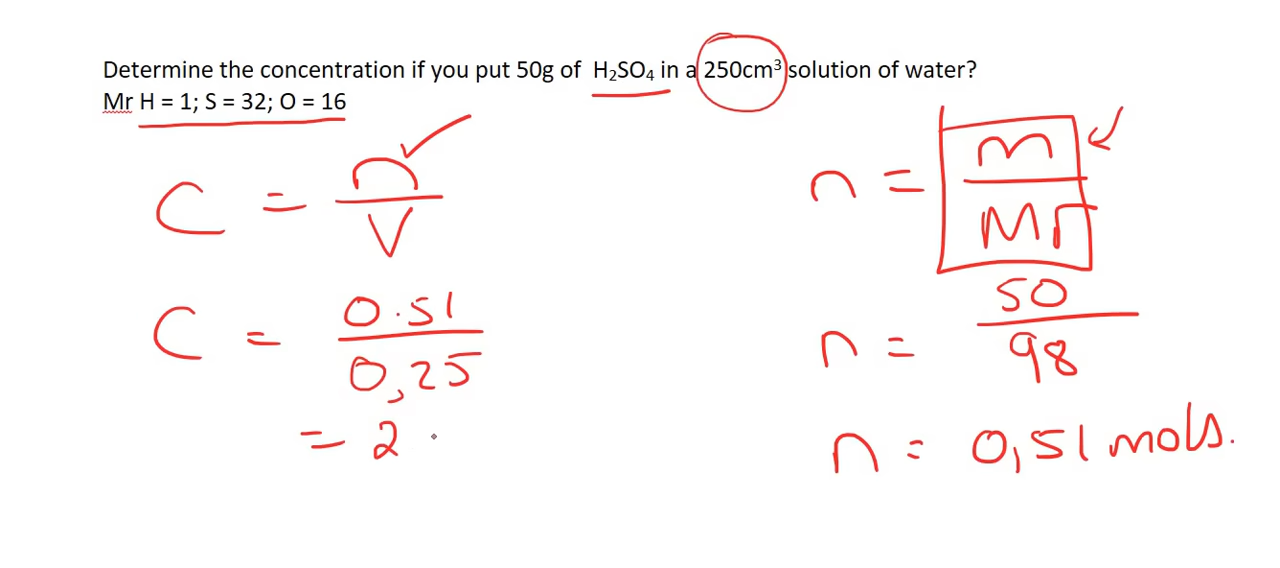 Determine the concentration if you put 50g of H₂SO₄ in a 250cm³ solution of water?
Mr H = 1; S = 32; O = 16
C = n/V
n = m/Mr
C = 0.51/0,25
n = 50/98
= 2
n = 0,51 mols.